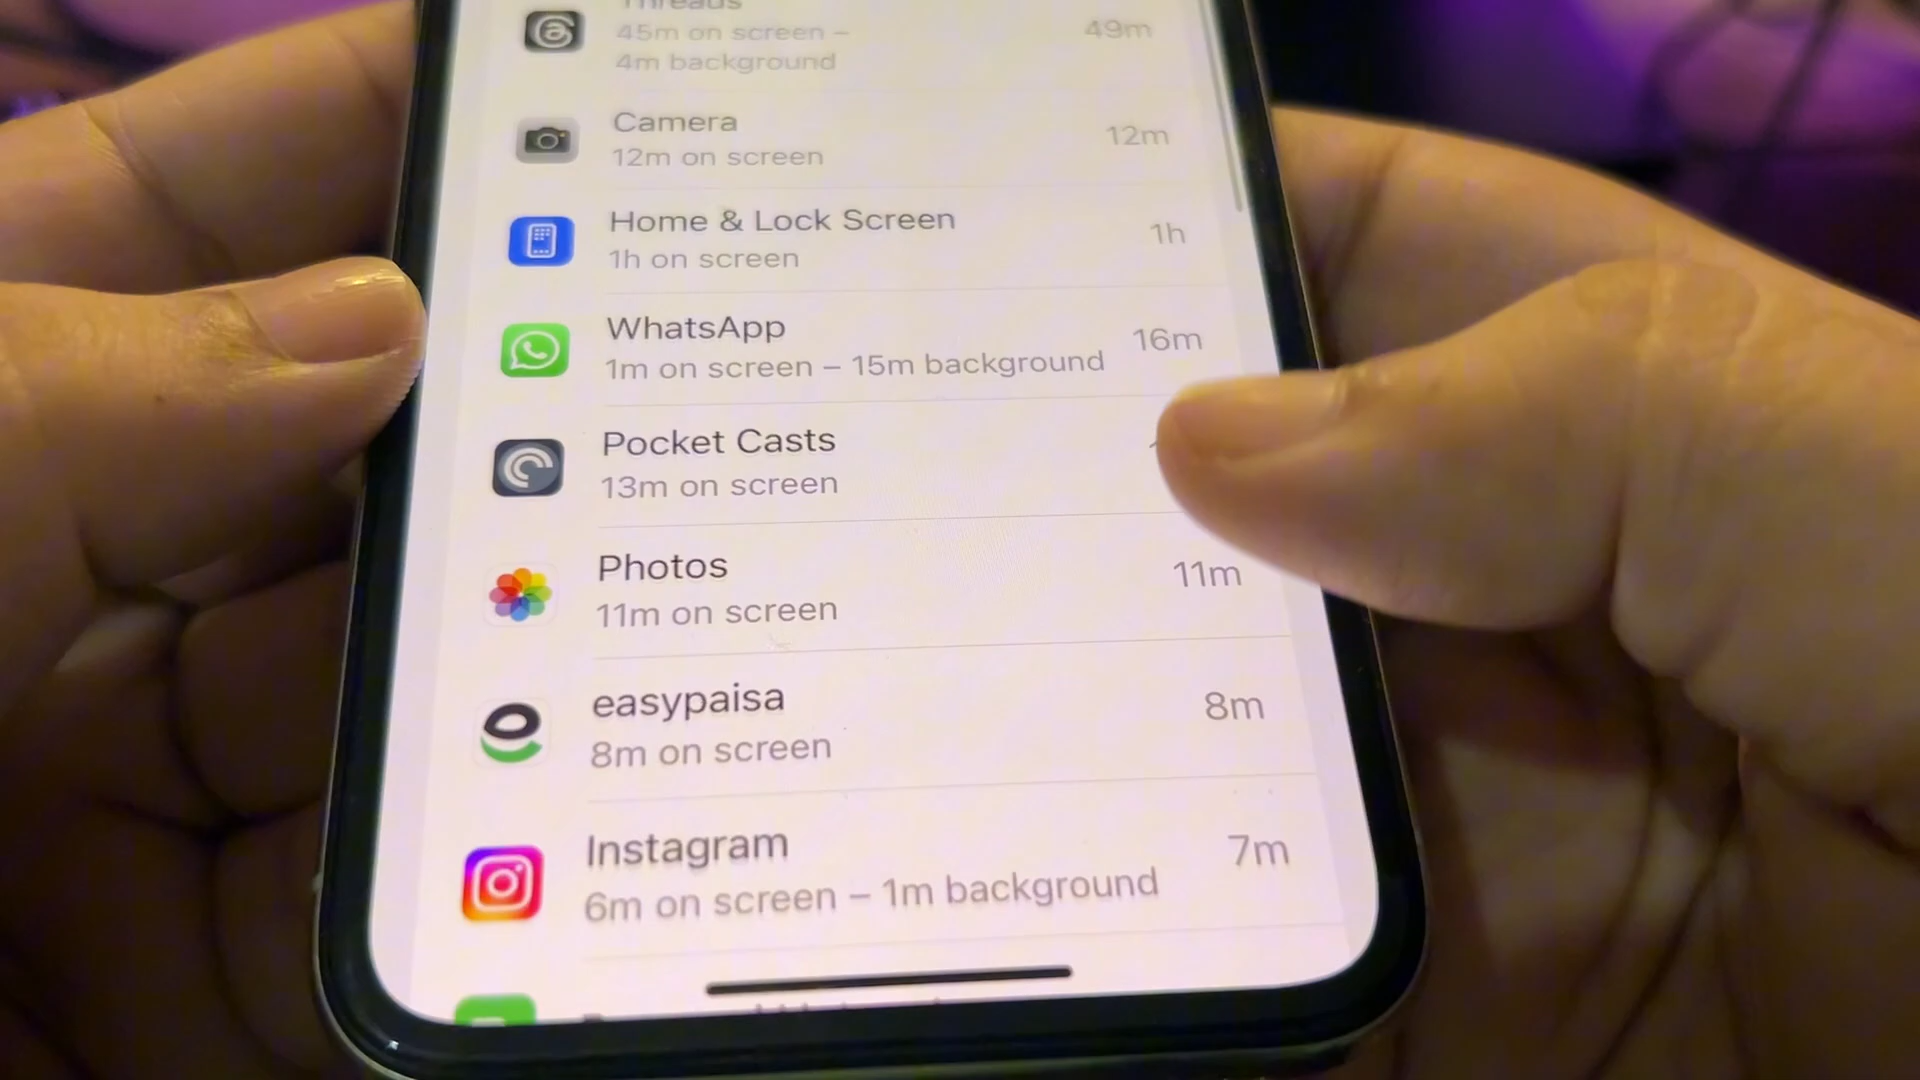 Threads
45m on screen –
49m
4m background
Camera
12m on screen
12m
Home & Lock Screen
1h on screen
1h
WhatsApp
1m on screen – 15m background
16m
Pocket Casts
13m on screen
Photos
11m on screen
11m
easypaisa
8m on screen
8m
Instagram
6m on screen – 1m background
7m